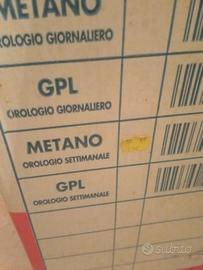 METANO
OROLOGIO GIORNALIERO
GPL
OROLOGIO GIORNALIERO
METANO
OROLOGIO SETTIMANALE
GPL
OROLOGIO SETTIMANALE
Subito